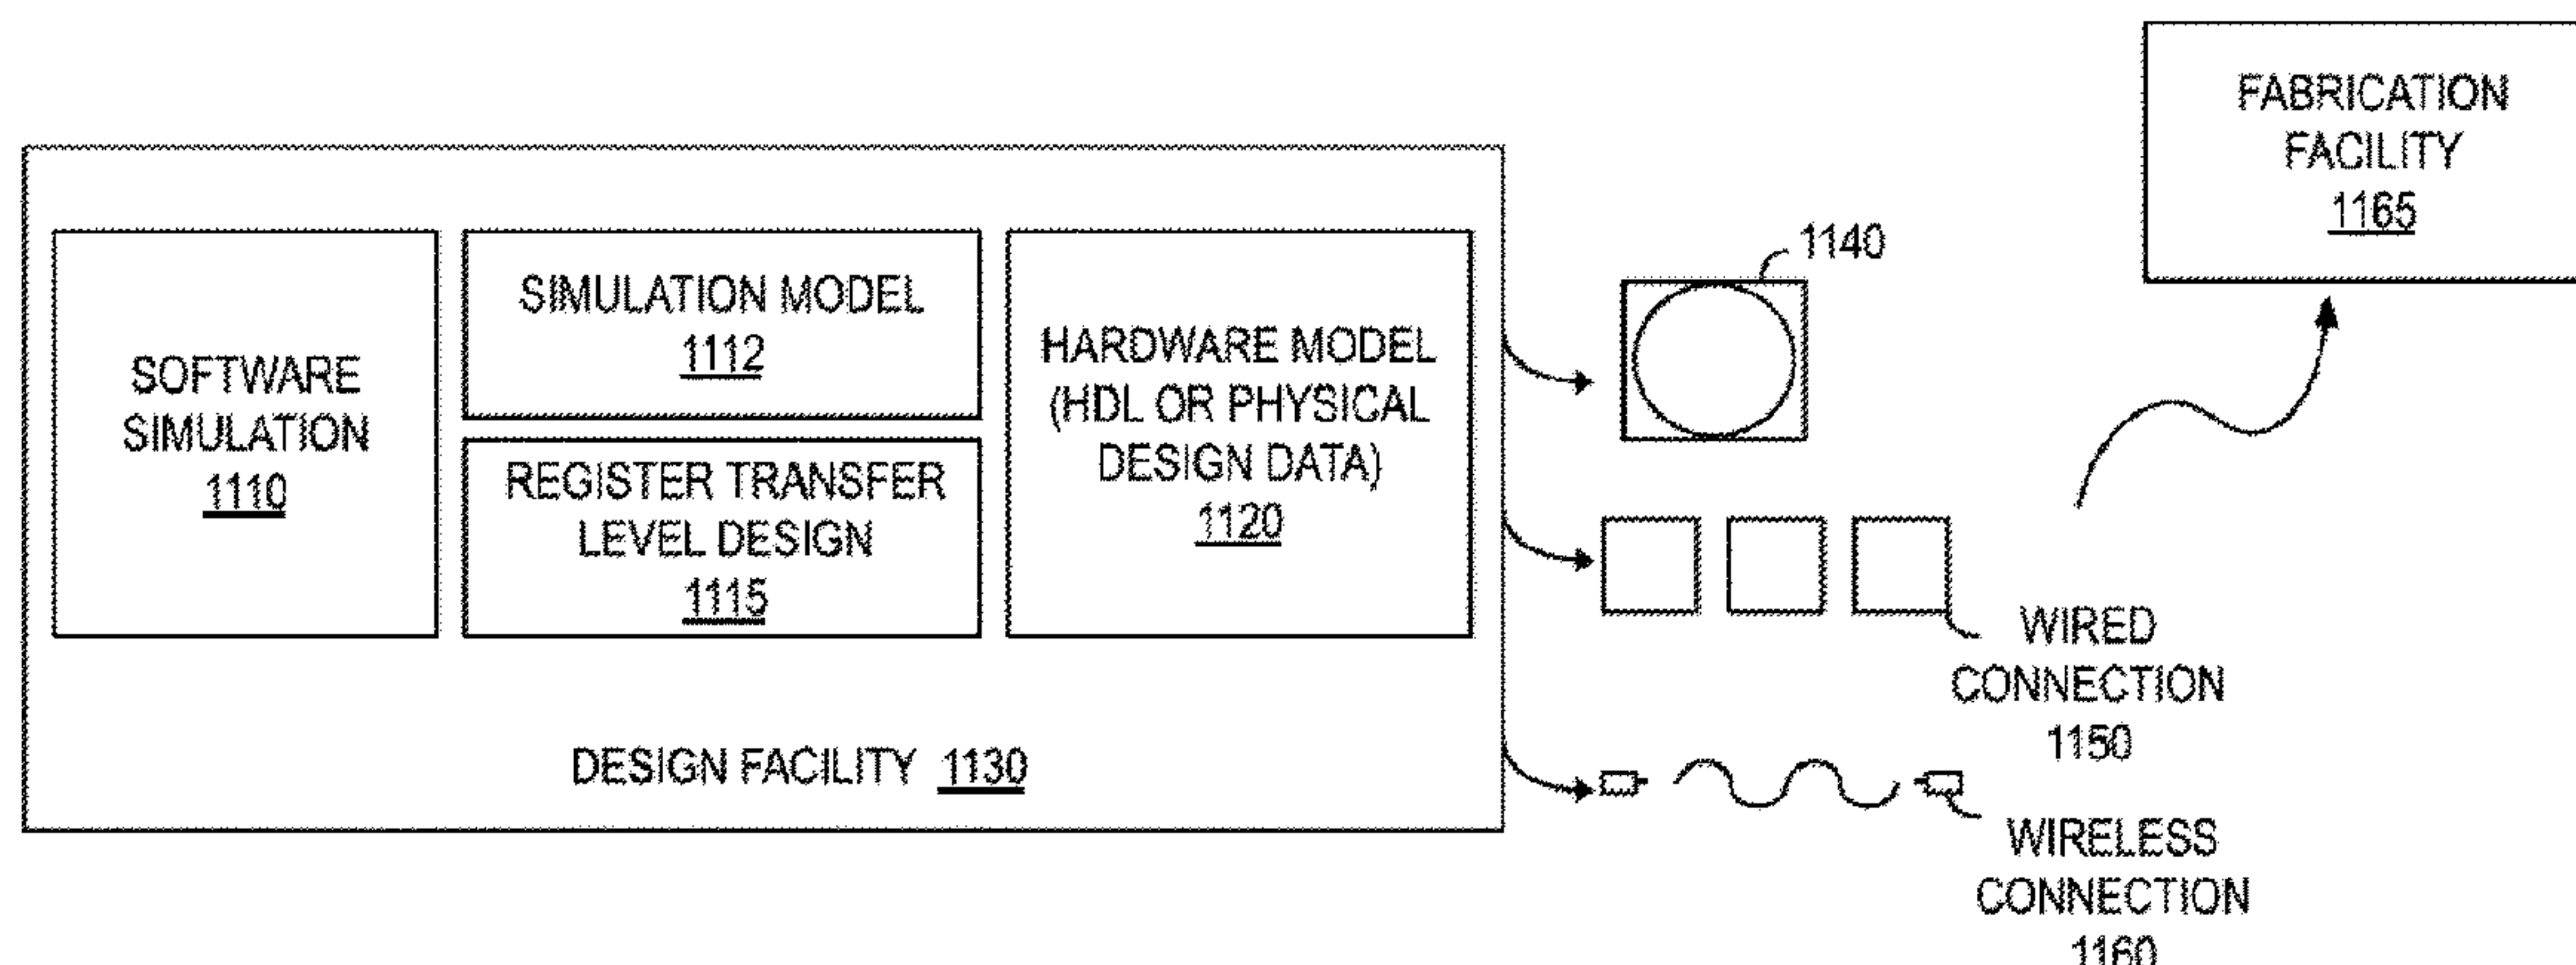 FABRICATION
FACILITY
1165
1140
SOFTWARE
SIMULATION
1110
SIMULATION MODEL
1112
REGISTER TRANSFER
LEVEL DESIGN
1115
HARDWARE MODEL
(HDL OR PHYSICAL
DESIGN DATA)
1120
DESIGN FACILITY 1130
WIRED
CONNECTION
1150
WIRELESS
CONNECTION
1160